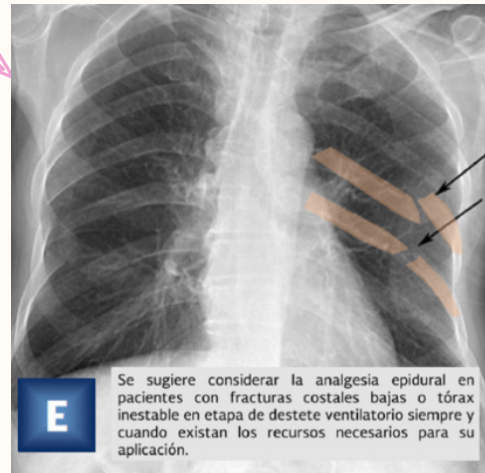 E
Se sugiere considerar la analgesia epidural en
pacientes con fracturas costales bajas o tórax
inestable en etapa de destete ventilatorio siempre y
cuando existan los recursos necesarios para su
aplicación.